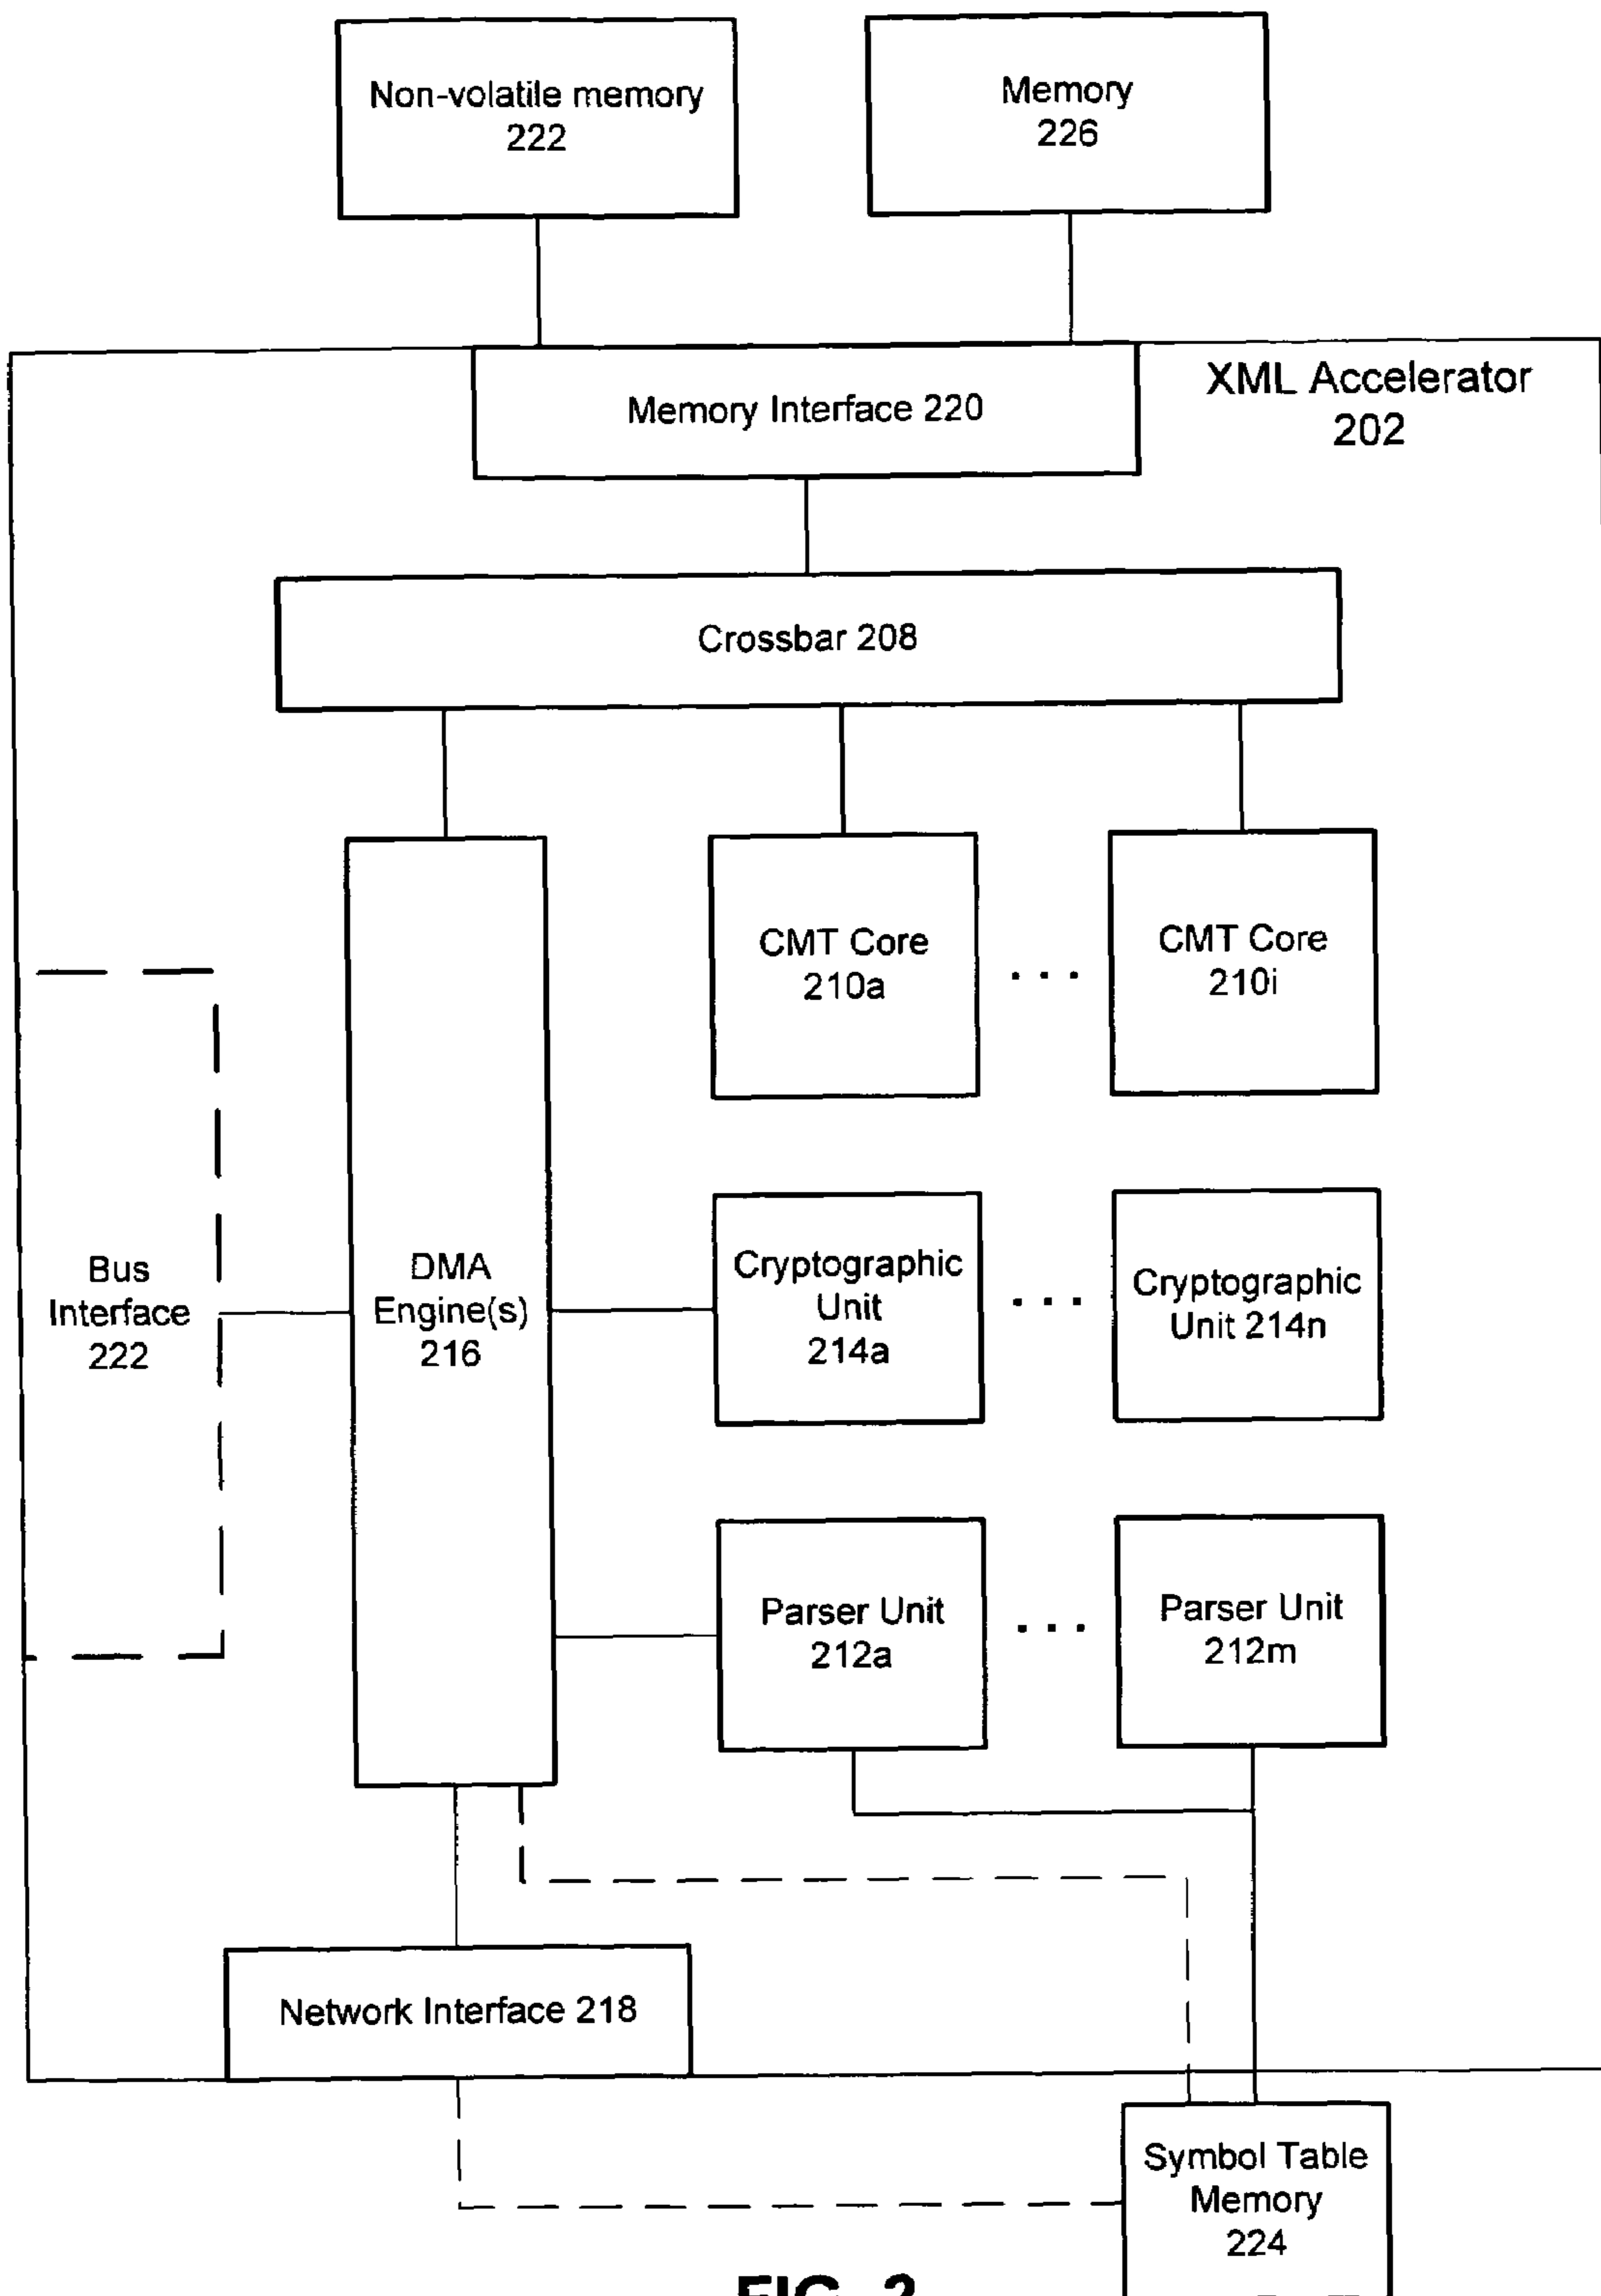 Non-volatile memory
222
Memory
226
XML Accelerator
202
Memory Interface 220
Crossbar 208
CMT Core
210a
. . .
CMT Core
210i
Bus
Interface
222
DMA
Engine(s)
216
Cryptographic
Unit
214a
. . .
Cryptographic
Unit 214n
Parser Unit
212a
. . .
Parser Unit
212m
Network Interface 218
Symbol Table
Memory
224
FIG. 2